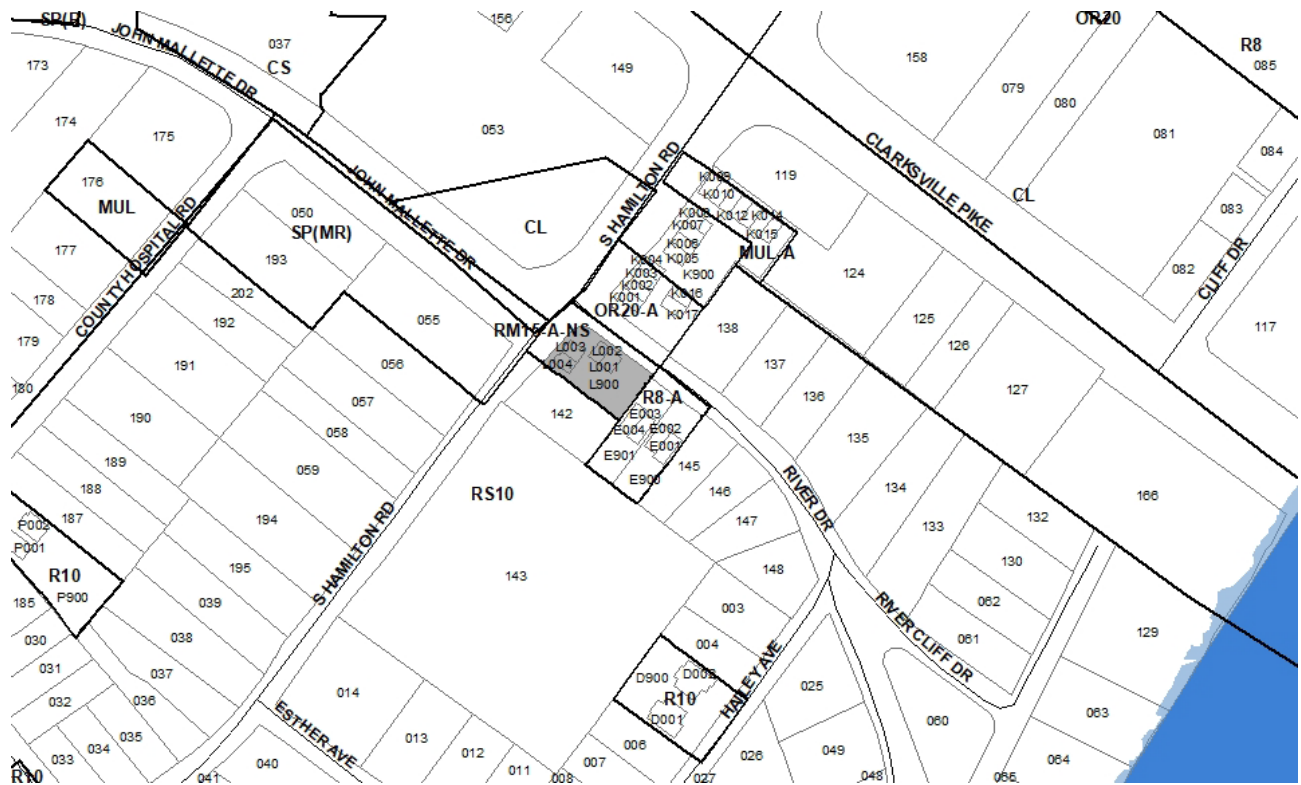 SP(R)
JOHN MALLETTE DR
037
CS
156
149
158
OR20
R8
085
173
174
175
053
079
080
081
084
176
MUL
177
COUNTY HOSPITAL RD
050
SP(MR)
193
JOHN MALLETTE DR
CL
S HAMILTON RD
K009
K010
119
K008
K012
K014
K007
K015
K006
K005
MUL-A
K004
K003
K900
K002
K001
K016
K017
OR20-A
CLARKSVILLE PIKE
CL
083
082
CLIFF DR
124
117
178
179
180
202
192
191
055
056
RM15-A-NS
L003
L002
L004
L001
L900
138
137
125
126
127
136
190
057
058
059
142
R8-A
E003
E004
E002
E001
E901
E900
145
146
147
135
134
189
188
187
P002
P001
194
195
RS10
S HAMILTON RD
143
RIVER DR
133
132
166
130
R10
P900
185
039
038
148
003
004
062
061
RIVER CLIFF DR
129
030
031
032
037
036
014
D900
D002
R10
D001
HAILEY AVE
025
060
063
033
034
035
ESTHER AVE
013
012
011
006
007
008
026
027
049
048
064
065
R10
041
040